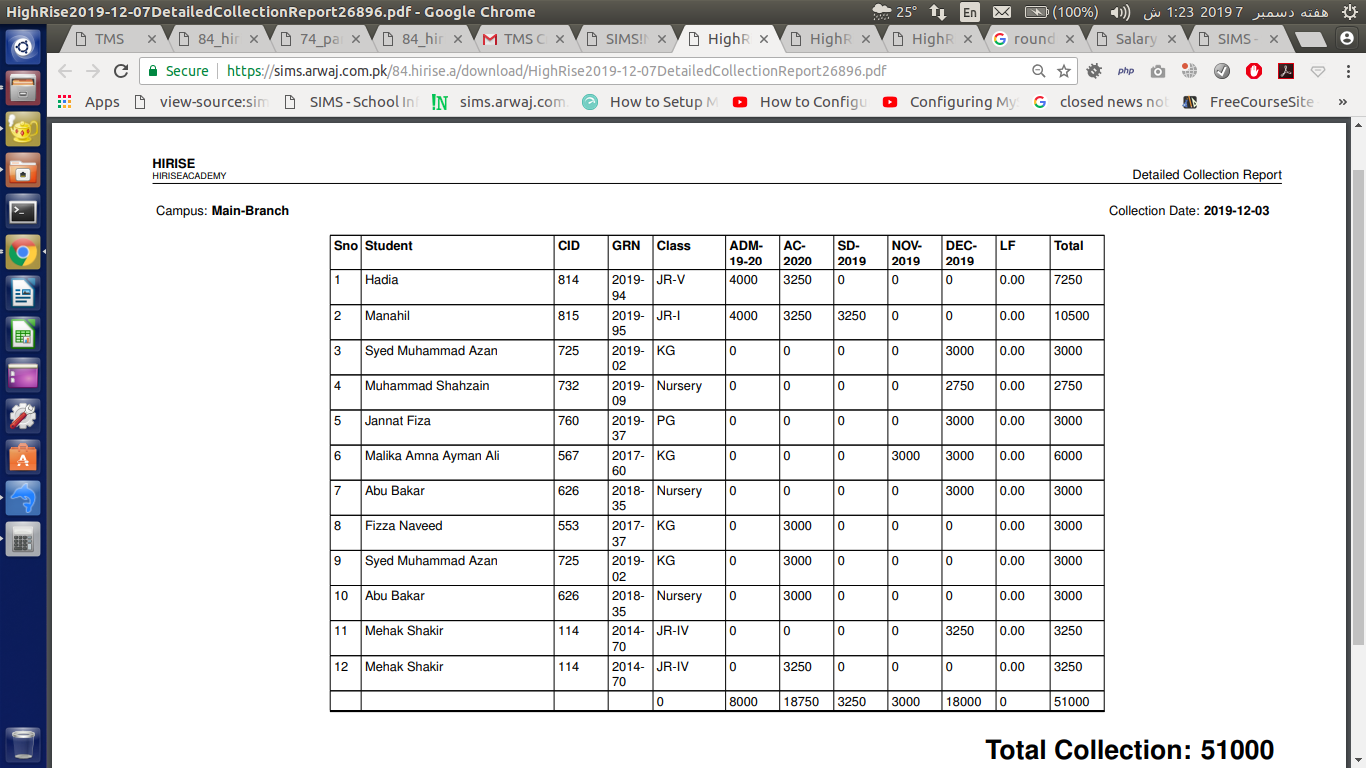 HighRise2019-12-07DetailedCollectionReport26896.pdf - Google Chrome
25° En (100%) هفته دسمبر 7 2019 1:23 ش
TMS 84_hir 74_pa 84_hir TMS C SIMS!N HighR HighR HighR round Salary SIMS -
Secure https://sims.arwaj.com.pk/84.hirise.a/download/HighRise2019-12-07DetailedCollectionReport26896.pdf php
Apps view-source:sim SIMS - School In !N sims.arwaj.com. How to Setup M How to Configu Configuring My closed news not FreeCourseSite »
HIRISE
HIRISEACADEMY
Detailed Collection Report
Campus: Main-Branch Collection Date: 2019-12-03
Sno Student CID GRN Class ADM- AC- SD- NOV- DEC- LF Total
19-20 2020 2019 2019 2019
1 Hadia 814 2019- JR-V 4000 3250 0 0 0 0.00 7250
94
2 Manahil 815 2019- JR-I 4000 3250 3250 0 0 0.00 10500
95
3 Syed Muhammad Azan 725 2019- KG 0 0 0 0 3000 0.00 3000
02
4 Muhammad Shahzain 732 2019- Nursery 0 0 0 0 2750 0.00 2750
09
5 Jannat Fiza 760 2019- PG 0 0 0 0 3000 0.00 3000
37
6 Malika Amna Ayman Ali 567 2017- KG 0 0 0 3000 3000 0.00 6000
60
7 Abu Bakar 626 2018- Nursery 0 0 0 0 3000 0.00 3000
35
8 Fizza Naveed 553 2017- KG 0 3000 0 0 0 0.00 3000
37
9 Syed Muhammad Azan 725 2019- KG 0 3000 0 0 0 0.00 3000
02
10 Abu Bakar 626 2018- Nursery 0 3000 0 0 0 0.00 3000
35
11 Mehak Shakir 114 2014- JR-IV 0 0 0 0 3250 0.00 3250
70
12 Mehak Shakir 114 2014- JR-IV 0 3250 0 0 0 0.00 3250
70
0 8000 18750 3250 3000 18000 0 51000
Total Collection: 51000